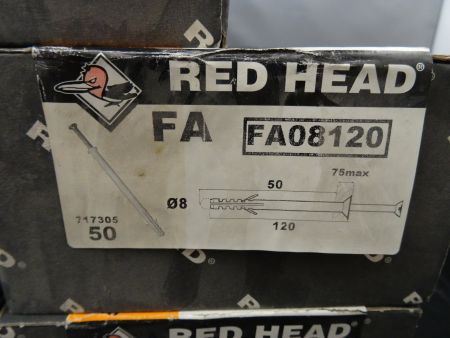 RED HEAD®
FA FA08120
50 75max
Ø8
120
717305
50
RED HEAD